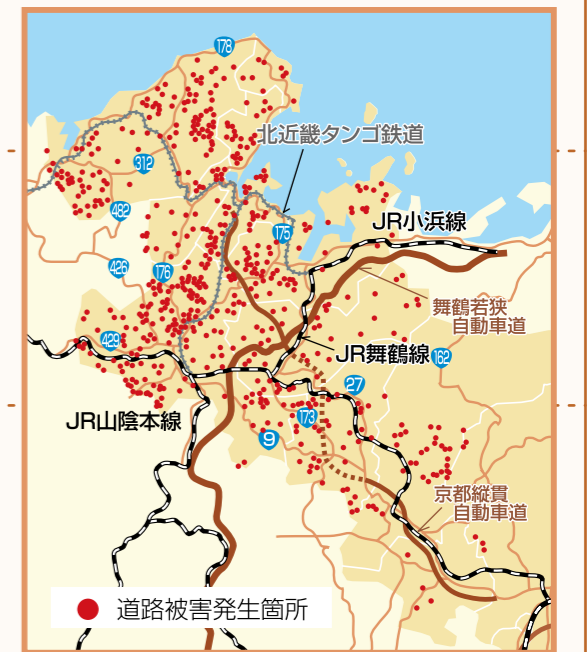 178
北近畿タンゴ鉄道
312
JR小浜線
482
175
426
176
舞鶴若狭
自動車道
429
JR舞鶴線
162
27
JR山陰本線
173
9
京都縦貫
自動車道
道路被害発生箇所